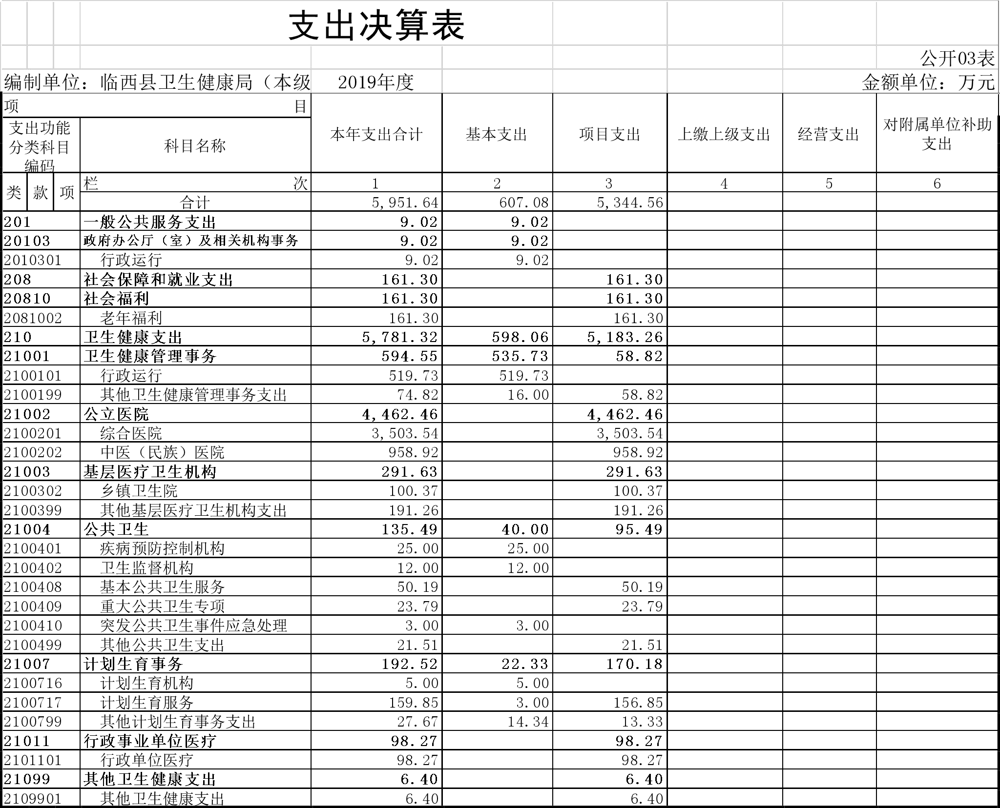 支出决算表
公开03表
编制单位：临西县卫生健康局（本级 2019年度 金额单位：万元
项 目 本年支出合计 基本支出 项目支出 上缴上级支出 经营支出 对附属单位补助支出
支出功能分类科目编码 科目名称
类 款 项 栏 次 1 2 3 4 5 6
合计 5,951.64 607.08 5,344.56
201 一般公共服务支出 9.02 9.02
20103 政府办公厅（室）及相关机构事务 9.02 9.02
2010301 行政运行 9.02 9.02
208 社会保障和就业支出 161.30 161.30
20810 社会福利 161.30 161.30
2081002 老年福利 161.30 161.30
210 卫生健康支出 5,781.32 598.06 5,183.26
21001 卫生健康管理事务 594.55 535.73 58.82
2100101 行政运行 519.73 519.73
2100199 其他卫生健康管理事务支出 74.82 16.00 58.82
21002 公立医院 4,462.46 4,462.46
2100201 综合医院 3,503.54 3,503.54
2100202 中医（民族）医院 958.92 958.92
21003 基层医疗卫生机构 291.63 291.63
2100302 乡镇卫生院 100.37 100.37
2100399 其他基层医疗卫生机构支出 191.26 191.26
21004 公共卫生 135.49 40.00 95.49
2100401 疾病预防控制机构 25.00 25.00
2100402 卫生监督机构 12.00 12.00
2100408 基本公共卫生服务 50.19 50.19
2100409 重大公共卫生专项 23.79 23.79
2100410 突发公共卫生事件应急处理 3.00 3.00
2100499 其他公共卫生支出 21.51 21.51
21007 计划生育事务 192.52 22.33 170.18
2100716 计划生育机构 5.00 5.00
2100717 计划生育服务 159.85 3.00 156.85
2100799 其他计划生育事务支出 27.67 14.34 13.33
21011 行政事业单位医疗 98.27 98.27
2101101 行政单位医疗 98.27 98.27
21099 其他卫生健康支出 6.40 6.40
2109901 其他卫生健康支出 6.40 6.40